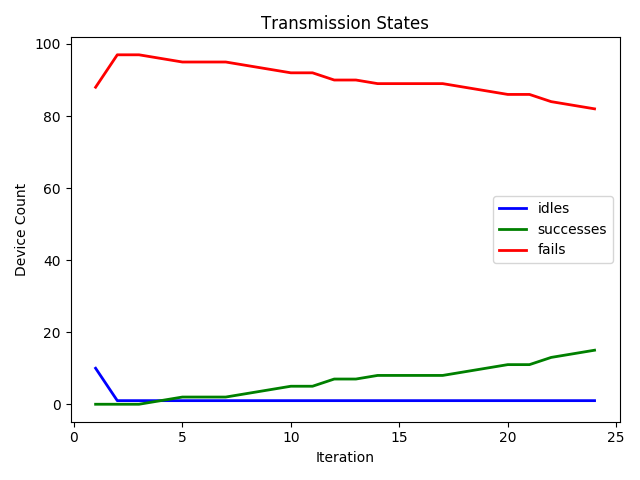 Transmission States
Device Count
100
80
60
40
20
0
idles
successes
fails
0 5 10 15 20 25
Iteration